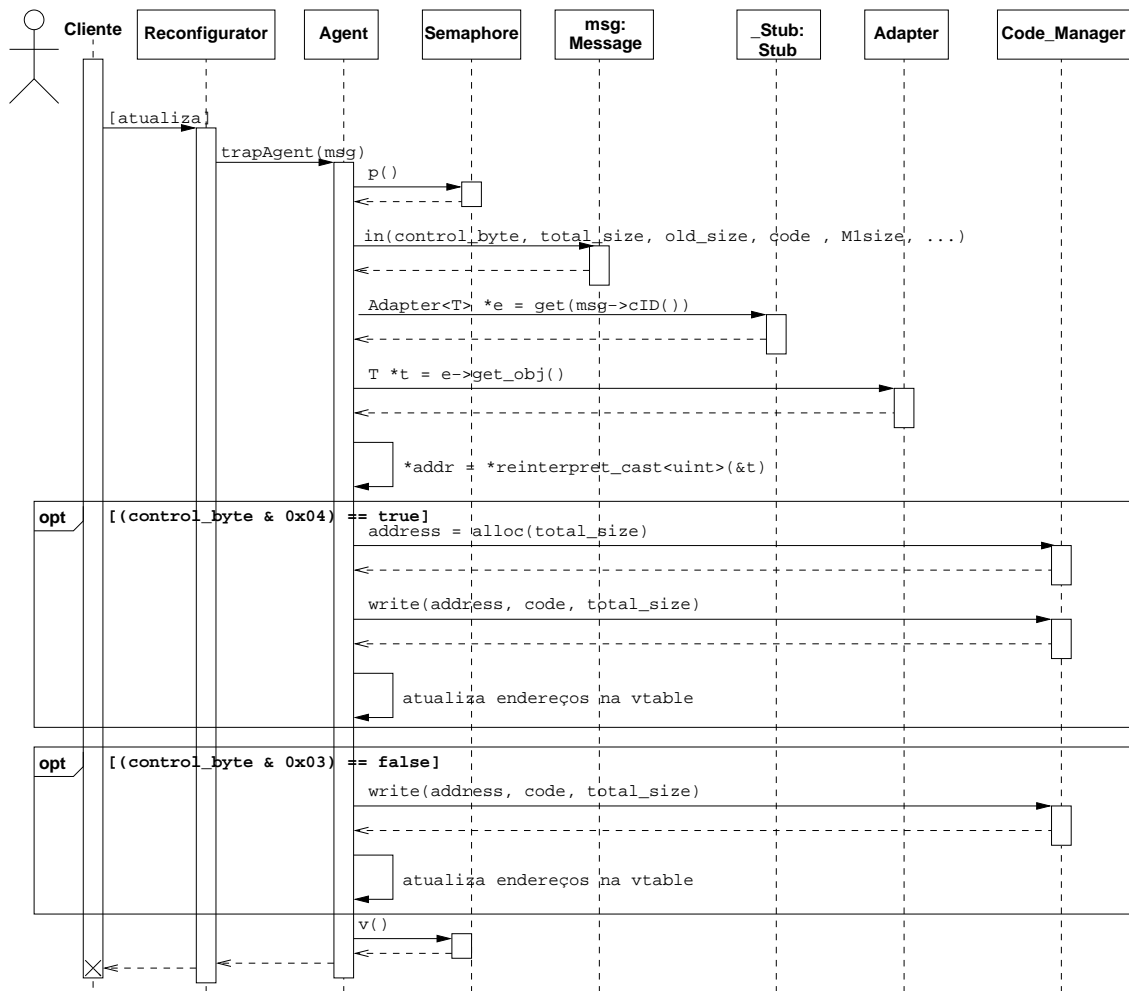 Cliente
Reconfigurator
Agent
Semaphore
msg:
Message
_Stub:
Stub
Adapter
Code_Manager
[atualiza]
trapAgent(msg)
p()
in(control_byte, total_size, old_size, code , M1size, ...)
Adapter<T> *e = get(msg->cID())
T *t = e->get_obj()
*addr = *reinterpret_cast<uint>(&t)
opt
[(control_byte & 0x04) == true]
address = alloc(total_size)
write(address, code, total_size)
atualiza endereços na vtable
opt
[(control_byte & 0x03) == false]
write(address, code, total_size)
atualiza endereços na vtable
v()